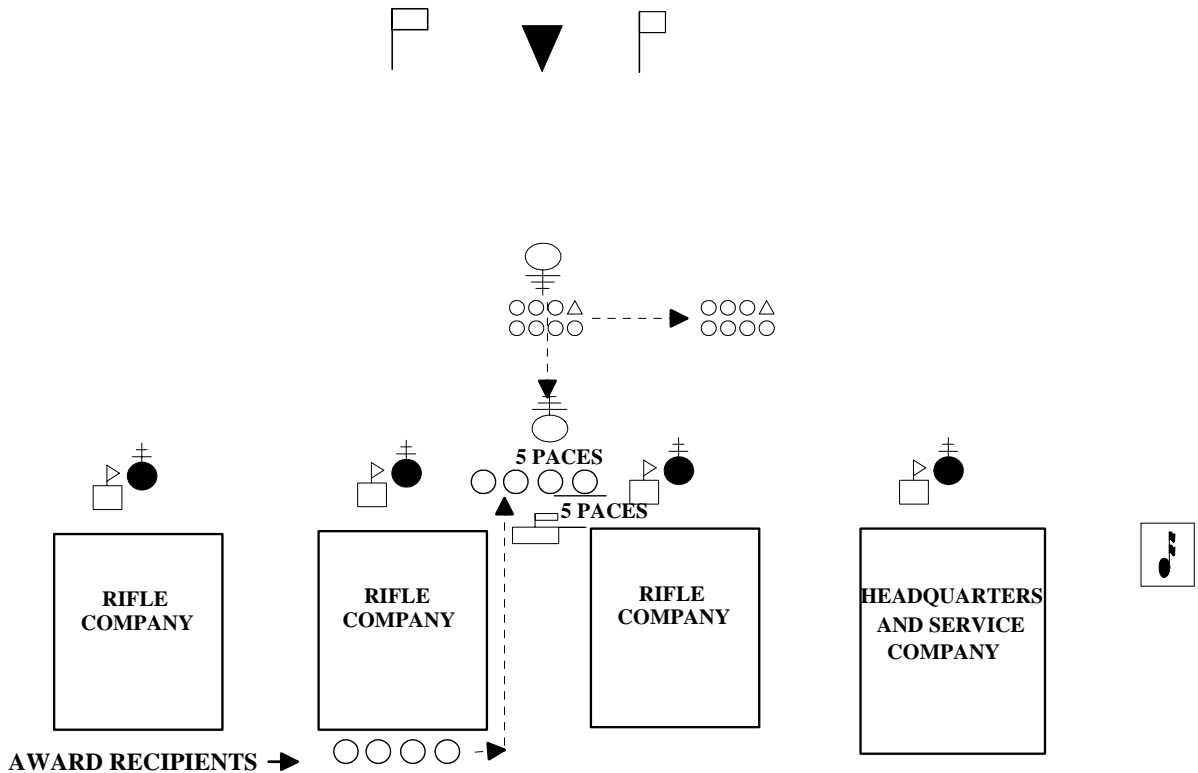 5 PACES
5 PACES
RIFLE
COMPANY
RIFLE
COMPANY
RIFLE
COMPANY
HEADQUARTERS
AND SERVICE
COMPANY
AWARD RECIPIENTS